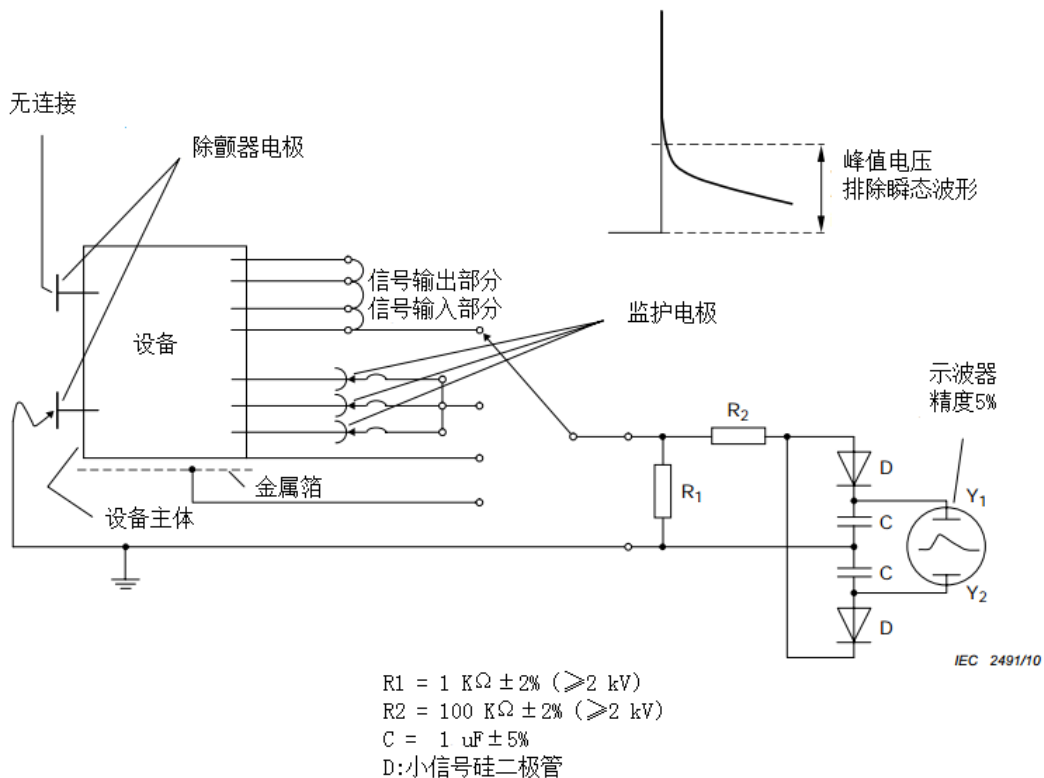 无连接
除颤器电极
峰值电压
排除瞬态波形
信号输出部分
信号输入部分
设备
监护电极
示波器
精度5%
R2
D
R1
Y1
C
金属箔
C
设备主体
Y2
D
IEC 2491/10
R1 = 1 KΩ±2% (≥2 kV)
R2 = 100 KΩ±2% (≥2 kV)
C = 1 uF±5%
D:小信号硅二极管